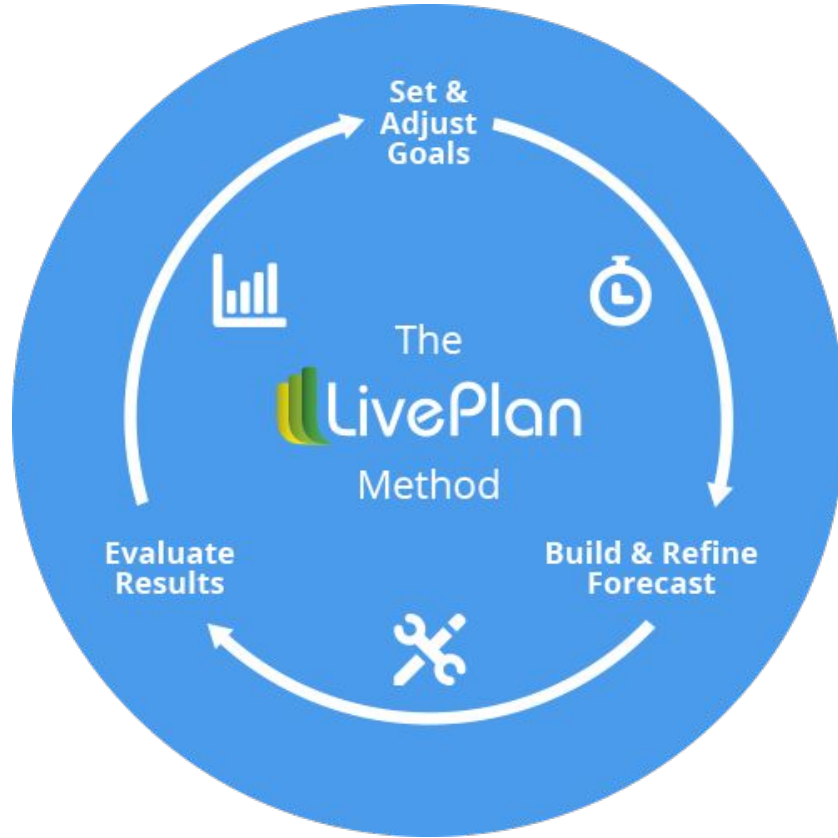 Set &
Adjust
Goals
The
LivePlan
Method
Evaluate
Results
Build & Refine
Forecast